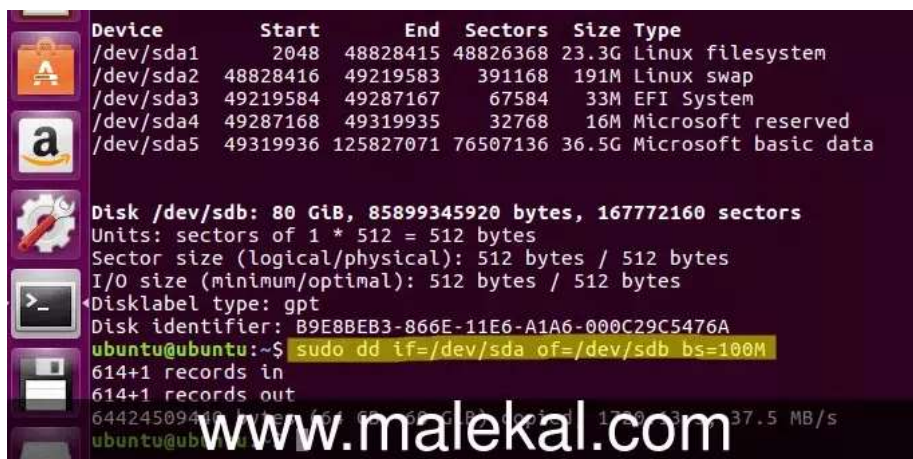 Device Start End Sectors Size Type
/dev/sda1 2048 48828415 48826368 23.3G Linux filesystem
/dev/sda2 48828416 49219583 391168 191M Linux swap
/dev/sda3 49219584 49287167 67584 33M EFI System
/dev/sda4 49287168 49319935 32768 16M Microsoft reserved
/dev/sda5 49319936 125827071 76507136 36.5G Microsoft basic data
Disk /dev/sdb: 80 GiB, 85899345920 bytes, 167772160 sectors
Units: sectors of 1 * 512 = 512 bytes
Sector size (logical/physical): 512 bytes / 512 bytes
I/O size (minimum/optimal): 512 bytes / 512 bytes
Disklabel type: gpt
Disk identifier: B9E8BEB3-866E-11E6-A1A6-000C29C5476A
ubuntu@ubuntu:~$ sudo dd if=/dev/sda of=/dev/sdb bs=100M
614+1 records in
614+1 records out
64424509440 37.5 MB/s
www.malekal.com
a
>_